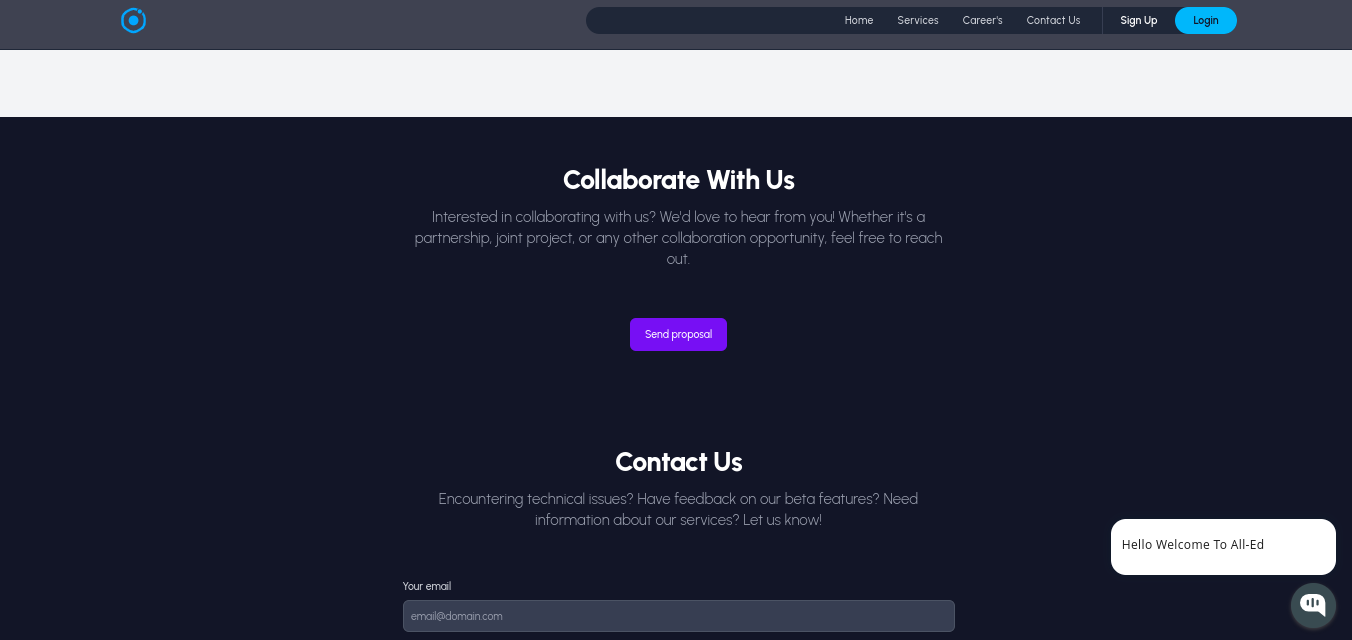 Home Services Career's Contact Us Sign Up Login
Collaborate With Us
Interested in collaborating with us? We'd love to hear from you! Whether it's a
partnership, joint project, or any other collaboration opportunity, feel free to reach
out.
Send proposal
Contact Us
Encountering technical issues? Have feedback on our beta features? Need
information about our services? Let us know!
Hello Welcome To All-Ed
Your email
email@domain.com